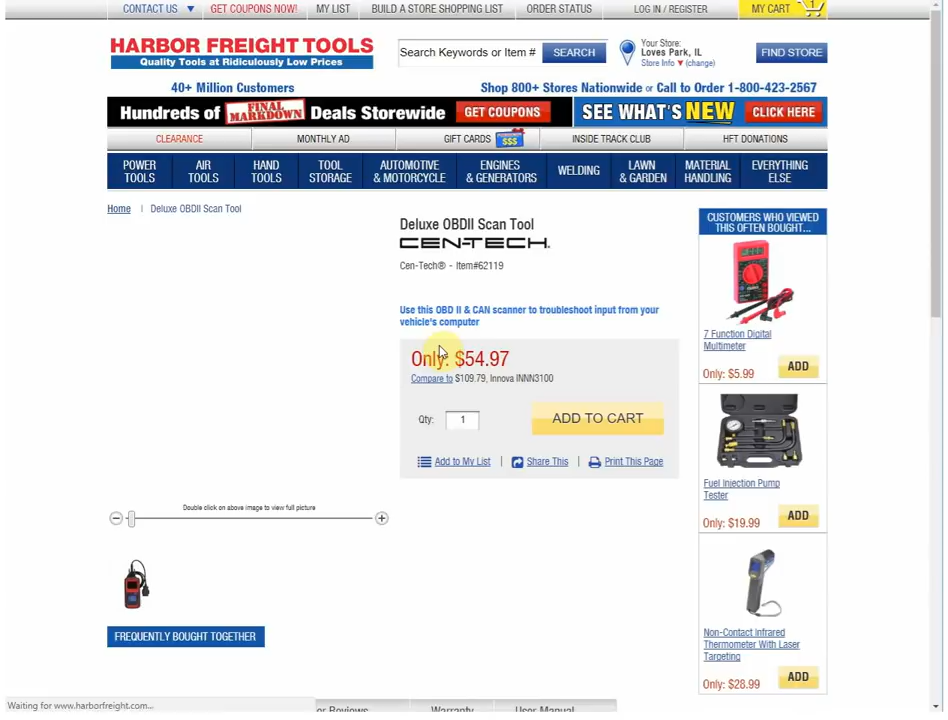 CONTACT US ▼ GET COUPONS NOW! MY LIST BUILD A STORE SHOPPING LIST ORDER STATUS LOG IN / REGISTER MY CART 1
HARBOR FREIGHT TOOLS
Quality Tools at Ridiculously Low Prices
Search Keywords or Item # SEARCH
Your Store:
Loves Park, IL
Store Info ▼ (change)
FIND STORE
40+ Million Customers Shop 800+ Stores Nationwide or Call to Order 1-800-423-2567
Hundreds of FINAL MARKDOWN Deals Storewide GET COUPONS SEE WHAT'S NEW CLICK HERE
CLEARANCE MONTHLY AD GIFT CARDS $$$ INSIDE TRACK CLUB HFT DONATIONS
POWER TOOLS
AIR TOOLS
HAND TOOLS
TOOL STORAGE
AUTOMOTIVE & MOTORCYCLE
ENGINES & GENERATORS
WELDING
LAWN & GARDEN
MATERIAL HANDLING
EVERYTHING ELSE
Home | Deluxe OBDII Scan Tool
Deluxe OBDII Scan Tool
CEN-TECH.
Cen-Tech® - Item#62119
Use this OBD II & CAN scanner to troubleshoot input from your
vehicle's computer
Only: $54.97
Compare to $109.79, Innova INNN3100
Qty: 1 ADD TO CART
Add to My List | Share This | Print This Page
Double click on above image to view full picture
FREQUENTLY BOUGHT TOGETHER
CUSTOMERS WHO VIEWED
THIS OFTEN BOUGHT...
7 Function Digital
Multimeter
Only: $5.99 ADD
Fuel Injection Pump
Tester
Only: $19.99 ADD
Non-Contact Infrared
Thermometer With Laser
Targeting
Only: $28.99 ADD
Waiting for www.harborfreight.com...
er Reviews Warranty User Manual